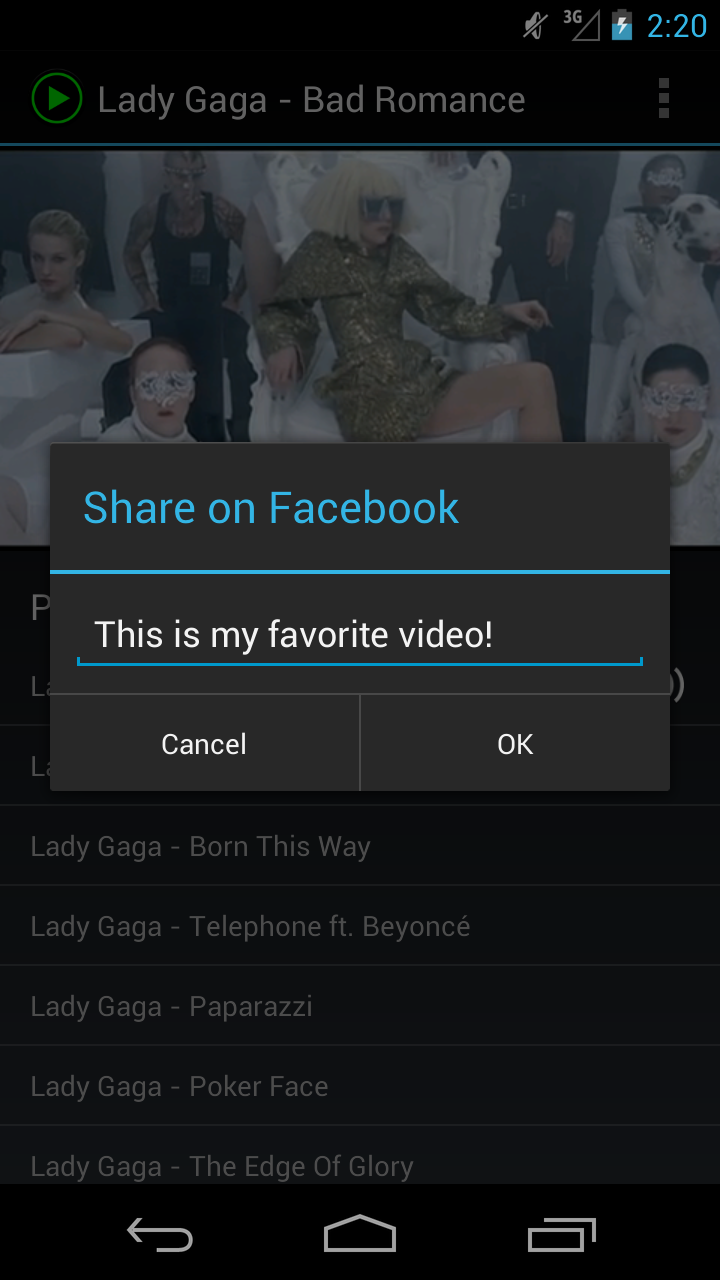 3G 2:20
Lady Gaga - Bad Romance
Share on Facebook
This is my favorite video!
Cancel OK
Lady Gaga - Born This Way
Lady Gaga - Telephone ft. Beyoncé
Lady Gaga - Paparazzi
Lady Gaga - Poker Face
Lady Gaga - The Edge Of Glory